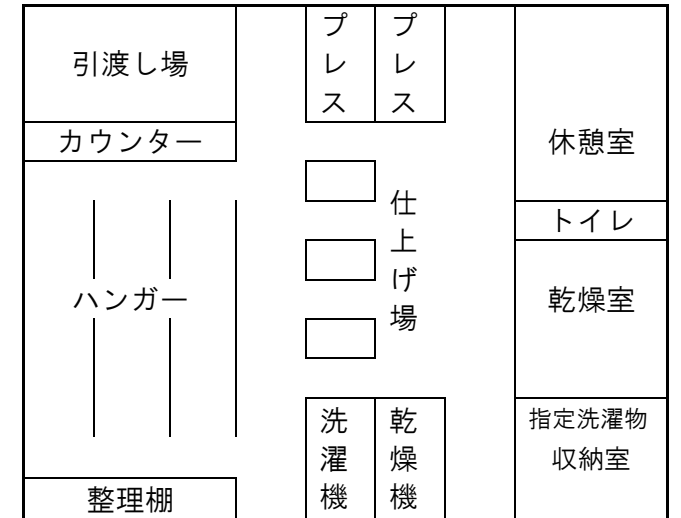 引渡し場
カウンター
ハンガー
整理棚
プレス
プレス
仕上げ場
洗濯機
乾燥機
休憩室
トイレ
乾燥室
指定洗濯物
収納室